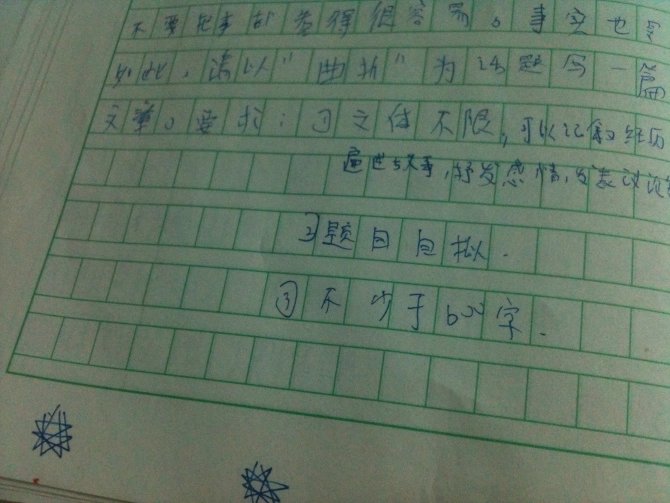 不要把事都看得很容易。事实也是
如此，请以“曲折”为话题写一篇
文章。要求：①文体不限，可以记叙经历
编述故事，抒发感情，发表议论等
②题目自拟.
③不少于600字.